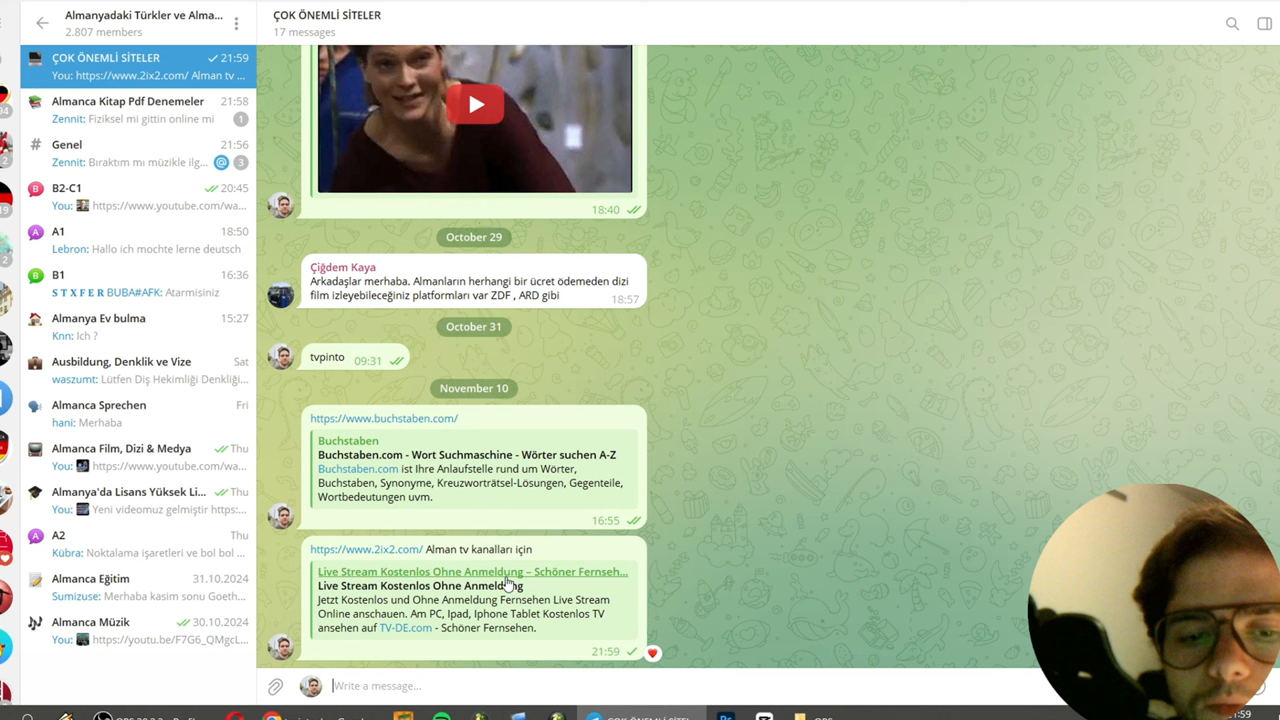 Almanyadaki Türkler ve Alma...
2.807 members
ÇOK ÖNEMLİ SİTELER 21:59
You: https://www.2ix2.com/ Alman tv ...
Almanca Kitap Pdf Denemeler 21:58
Zennit: Fiziksel mi gittin online mi 1
# Genel 21:56
Zennit: Bıraktım mı müzikle ilg... @ 3
B B2-C1 20:45
You: https://www.youtube.com/wa...
A A1 18:50
Lebron: Hallo ich mochte lerne deutsch
B B1 16:36
S T X F E R BUBA#AFK: Atarmisiniz
Almanya Ev bulma 15:27
Knn: Ich ?
Ausbildung, Denklik ve Vize Sat
waszumt: Lütfen Diş Hekimliği Denkliği...
Almanca Sprechen Fri
hani: Merhaba
Almanca Film, Dizi & Medya Thu
You: https://www.youtube.com/wa...
Almanya'da Lisans Yüksek Li... Thu
You: Yeni videomuz gelmiştir https:...
A A2 Thu
Kübra: Noktalama işaretleri ve bol bol ...
Almanca Eğitim 31.10.2024
Sumizuse: Merhaba kasim sonu Goeth...
Almanca Müzik 30.10.2024
You: https://youtu.be/F7G6_QMgcL...
ÇOK ÖNEMLİ SİTELER
17 messages
18:40
October 29
Çiğdem Kaya
Arkadaşlar merhaba. Almanların herhangi bir ücret ödemeden dizi
film izleyebileceğiniz platformları var ZDF , ARD gibi
18:57
October 31
tvpinto 09:31
November 10
https://www.buchstaben.com/
Buchstaben
Buchstaben.com - Wort Suchmaschine - Wörter suchen A-Z
Buchstaben.com ist Ihre Anlaufstelle rund um Wörter,
Buchstaben, Synonyme, Kreuzworträtsel-Lösungen, Gegenteile,
Wortbedeutungen uvm.
16:55
https://www.2ix2.com/ Alman tv kanalları için
Live Stream Kostenlos Ohne Anmeldung – Schöner Fernseh...
Live Stream Kostenlos Ohne Anmeldung
Jetzt Kostenlos und Ohne Anmeldung Fernsehen Live Stream
Online anschauen. Am PC, Ipad, Iphone Tablet Kostenlos TV
ansehen auf TV-DE.com - Schöner Fernsehen.
21:59
Write a message...